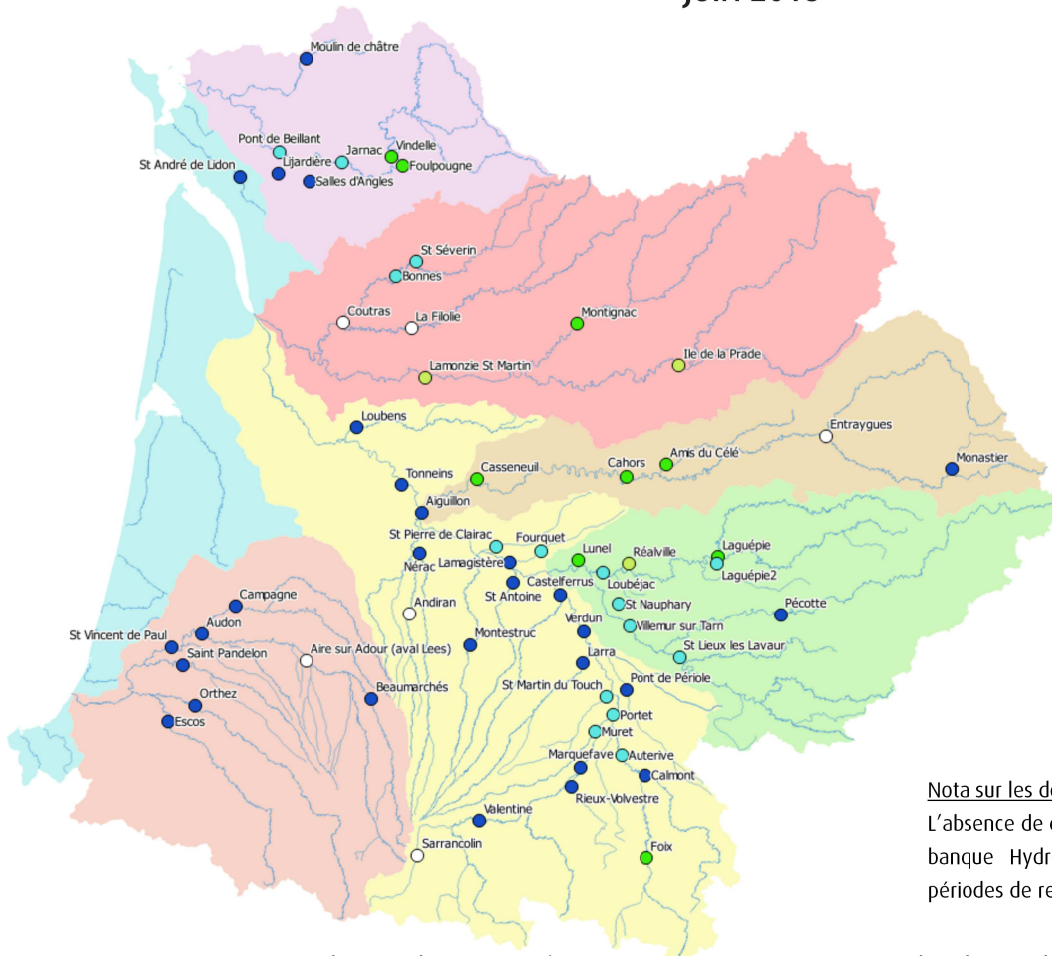 Moulin de châtre
Pont de Beillant
Vindelle
Jarnac
St André de Lidon
Lijardière
Foulpougne
Salles d'Angles
St Séverin
Bonnes
Coutras
La Filolie
Montignac
Ile de la Prade
Lamonzie St Martin
Loubens
Entraygues
Amis du Célé
Monastier
Cahors
Casseneuil
Tonneins
Aiguillon
St Pierre de Clairac
Fourquet
Lunel
Réalville
Laguépie
Nérac
Lamagistère
Loubéjac
Laguépie2
Castelferrus
St Antoine
Campagne
Andiran
St Nauphary
Pécotte
Audon
Verdun
Villemur sur Tarn
St Vincent de Paul
Montestruc
Saint Pandelon
Aire sur Adour (aval Lees)
Larra
St Lieux les Lavaur
Pont de Périole
Orthez
Beaumarchés
St Martin du Touch
Escos
Portet
Muret
Marquefave
Auterive
Calmont
Rieux-Volvestre
Nota sur les d
L'absence de
Valentine
banque Hydr
Sarrancolin
Foix
périodes de re